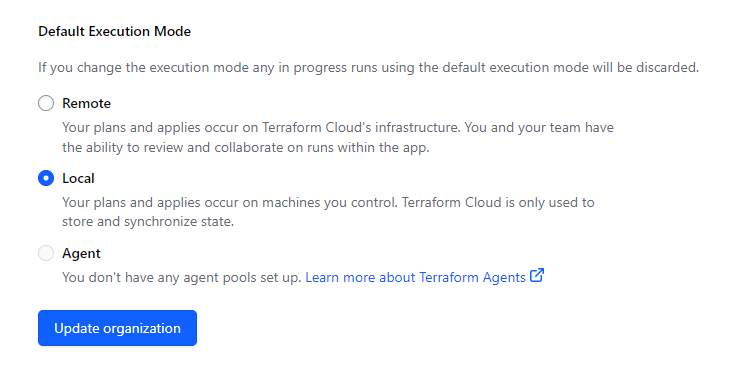 Default Execution Mode
If you change the execution mode any in progress runs using the default execution mode will be discarded.
Remote
Your plans and applies occur on Terraform Cloud's infrastructure. You and your team have
the ability to review and collaborate on runs within the app.
Local
Your plans and applies occur on machines you control. Terraform Cloud is only used to
store and synchronize state.
Agent
You don't have any agent pools set up. Learn more about Terraform Agents
Update organization